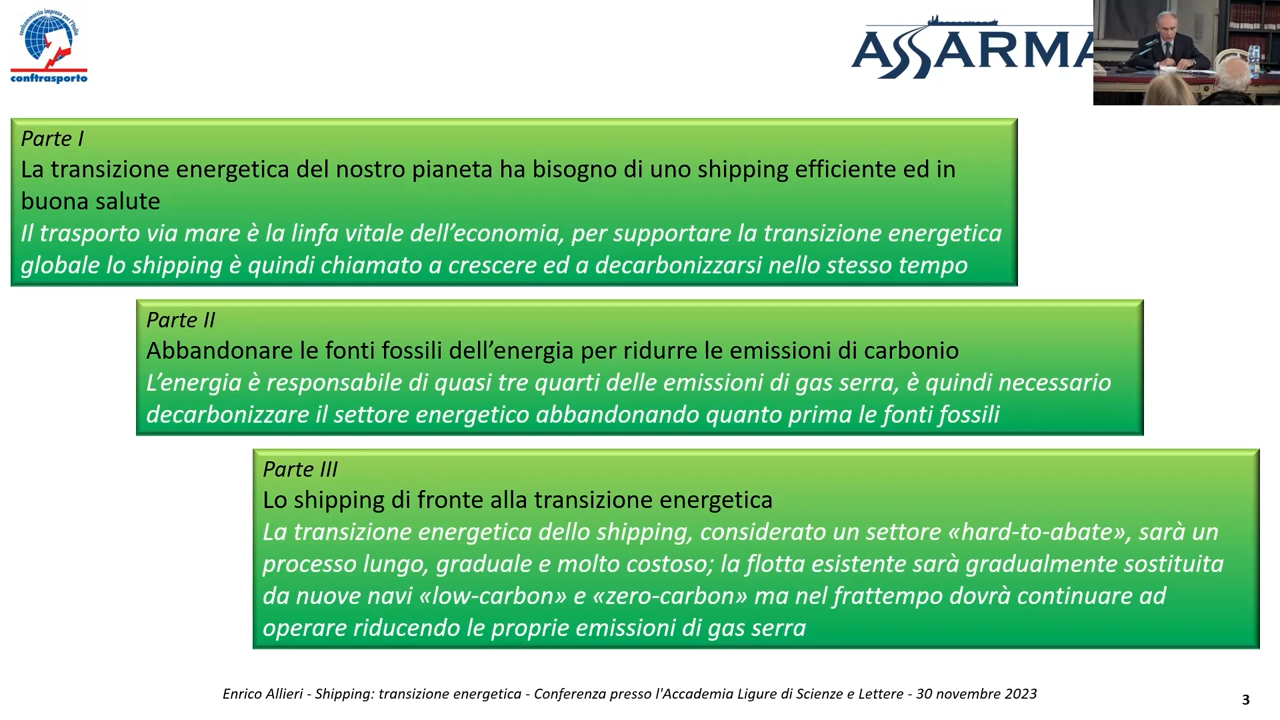 confcommercio imprese per l'italia
conftrasporto
ASSARMA
Parte I
La transizione energetica del nostro pianeta ha bisogno di uno shipping efficiente ed in
buona salute
Il trasporto via mare è la linfa vitale dell’economia, per supportare la transizione energetica
globale lo shipping è quindi chiamato a crescere ed a decarbonizzarsi nello stesso tempo
Parte II
Abbandonare le fonti fossili dell’energia per ridurre le emissioni di carbonio
L’energia è responsabile di quasi tre quarti delle emissioni di gas serra, è quindi necessario
decarbonizzare il settore energetico abbandonando quanto prima le fonti fossili
Parte III
Lo shipping di fronte alla transizione energetica
La transizione energetica dello shipping, considerato un settore «hard-to-abate», sarà un
processo lungo, graduale e molto costoso; la flotta esistente sarà gradualmente sostituita
da nuove navi «low-carbon» e «zero-carbon» ma nel frattempo dovrà continuare ad
operare riducendo le proprie emissioni di gas serra
Enrico Allieri - Shipping: transizione energetica - Conferenza presso l'Accademia Ligure di Scienze e Lettere - 30 novembre 2023
3